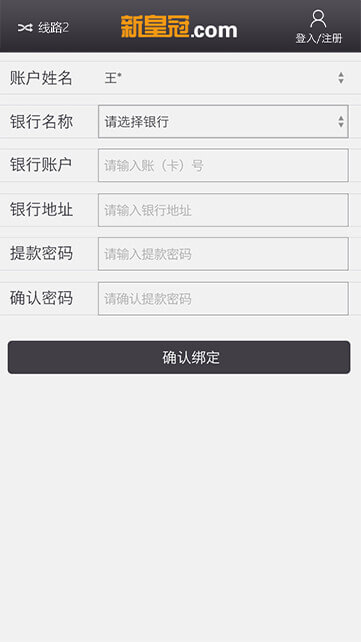 线路2
新皇冠.com
登入/注册
账户姓名 王*
银行名称 请选择银行
银行账户 请输入账（卡）号
银行地址 请输入银行地址
提款密码 请输入提款密码
确认密码 请确认提款密码
确认绑定